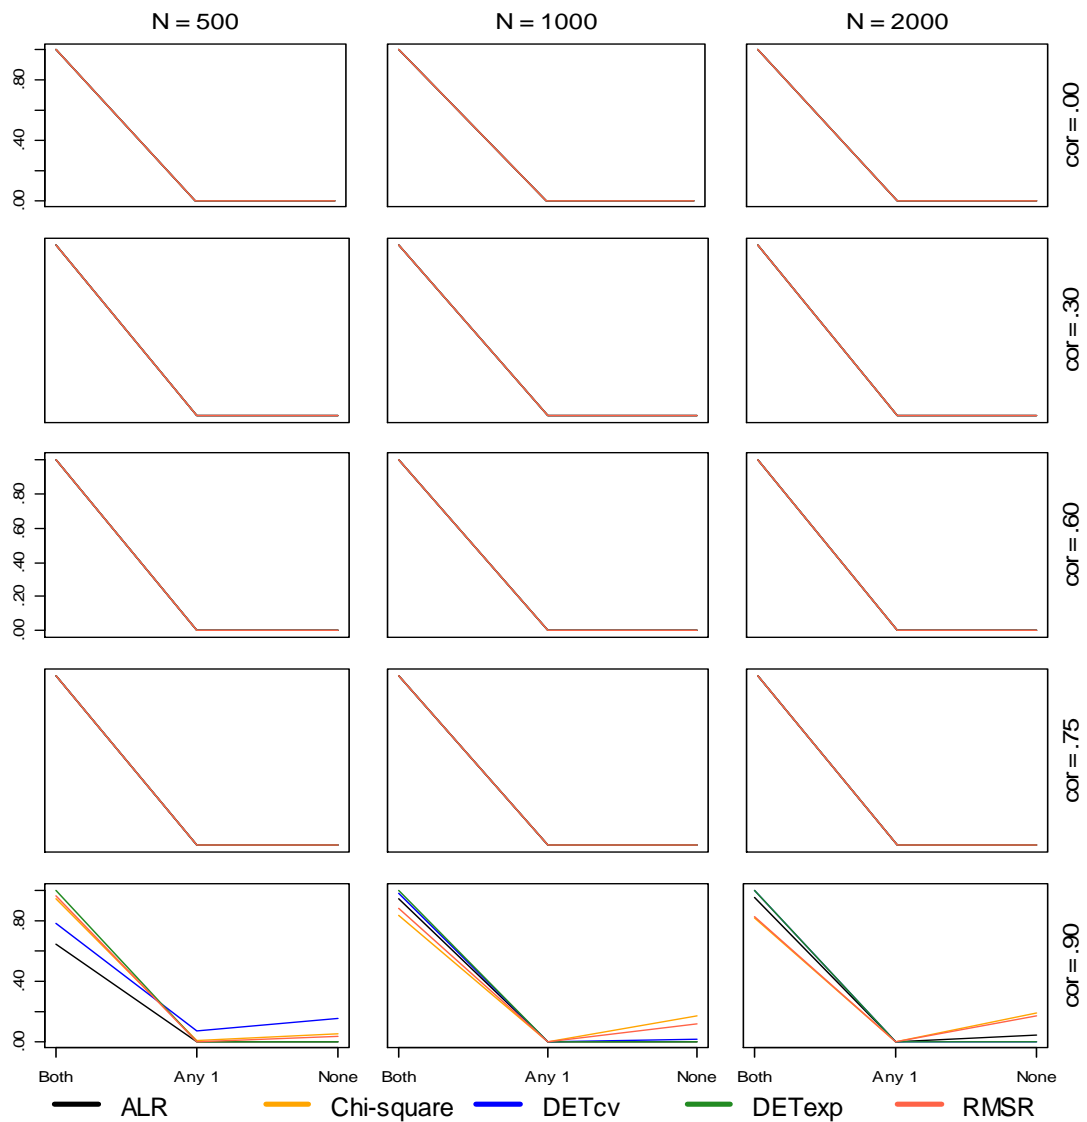 N = 500 N = 1000 N = 2000
.80
.40
.00
cor = .00
cor = .30
.80
.60
.40
.20
.00
cor = .60
cor = .75
.80
.40
.00
cor = .90
Both Any 1 None Both Any 1 None Both Any 1 None
ALR Chi-square DETcv DETexp RMSR